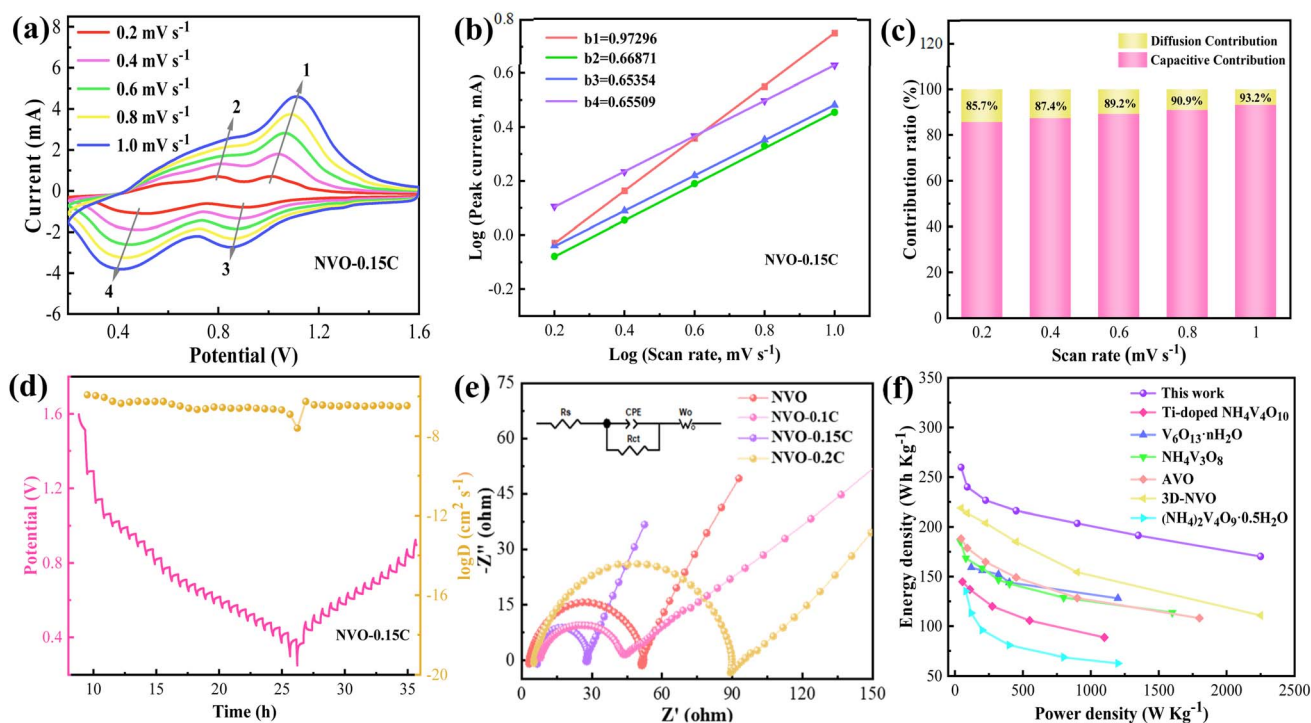 (a)
0.2 mV s⁻¹
0.4 mV s⁻¹
0.6 mV s⁻¹
0.8 mV s⁻¹
1.0 mV s⁻¹
1
2
3
4
NVO-0.15C
Current (mA)
8
6
4
2
0
-2
-4
-6
0.4
0.8
1.2
1.6
Potential (V)
(b)
b1=0.97296
b2=0.66871
b3=0.65354
b4=0.65509
NVO-0.15C
Log (Peak current, mA)
0.8
0.6
0.4
0.2
0.0
-0.2
0.2
0.4
0.6
0.8
1.0
Log (Scan rate, mV s⁻¹)
(c)
Diffusion Contribution
Capacitive Contribution
85.7%
87.4%
89.2%
90.9%
93.2%
Contribution ratio (%)
120
100
80
60
40
20
0
0.2
0.4
0.6
0.8
1
Scan rate (mV s⁻¹)
(d)
Potential (V)
1.6
1.2
0.8
0.4
logD (cm² s⁻¹)
-8
-12
-16
-20
NVO-0.15C
10
15
20
25
30
35
Time (h)
(e)
Rs
CPE
Wo
Rct
NVO
NVO-0.1C
NVO-0.15C
NVO-0.2C
-Z'' (ohm)
75
60
45
30
15
0
0
30
60
90
120
150
Z' (ohm)
(f)
This work
Ti-doped NH₄V₄O₁₀
V₆O₁₃·nH₂O
NH₄V₃O₈
AVO
3D-NVO
(NH₄)₂V₄O₉·0.5H₂O
Energy density (Wh Kg⁻¹)
350
300
250
200
150
100
50
0
500
1000
1500
2000
2500
Power density (W Kg⁻¹)